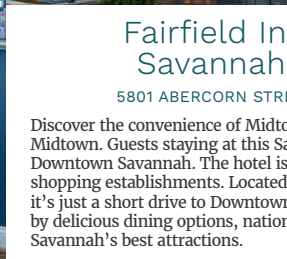 Fairfield In
Savannah
5801 ABERCORN STRE
Discover the convenience of Midto
Midtown. Guests staying at this Sa
Downtown Savannah. The hotel is
shopping establishments. Located
it's just a short drive to Downtown
by delicious dining options, nation
Savannah's best attractions.